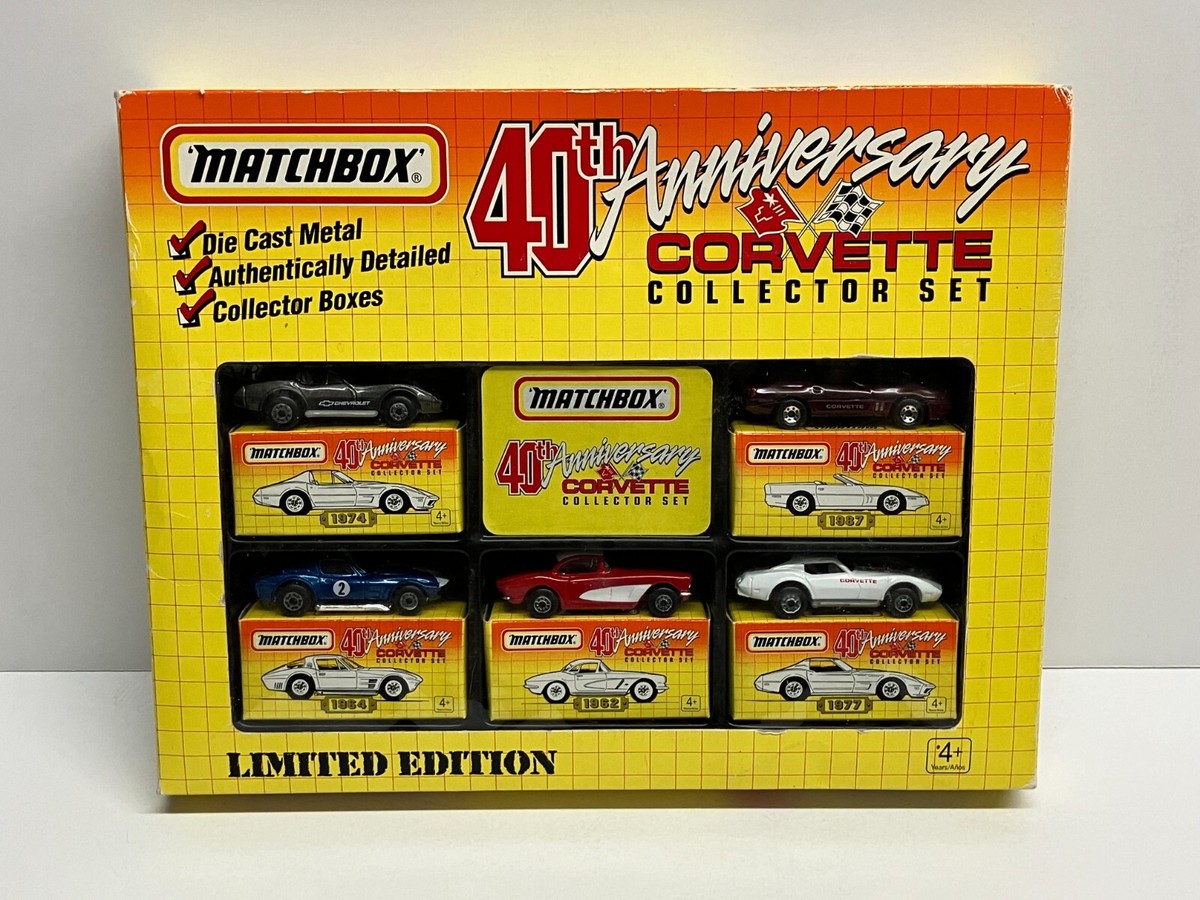 'MATCHBOX'®
40th Anniversary
CORVETTE
COLLECTOR SET
Die Cast Metal
Authentically Detailed
Collector Boxes
CHEVROLET
MATCHBOX
40th Anniversary
CORVETTE
COLLECTOR SET
1974
4+
'MATCHBOX'®
40th Anniversary
CORVETTE
COLLECTOR SET
CORVETTE
MATCHBOX
40th Anniversary
CORVETTE
COLLECTOR SET
1987
4+
2
MATCHBOX
40th Anniversary
CORVETTE
COLLECTOR SET
1964
4+
MATCHBOX
40th Anniversary
CORVETTE
COLLECTOR SET
1962
4+
CORVETTE
MATCHBOX
40th Anniversary
CORVETTE
COLLECTOR SET
1977
4+
LIMITED EDITION
4+
Years/Años